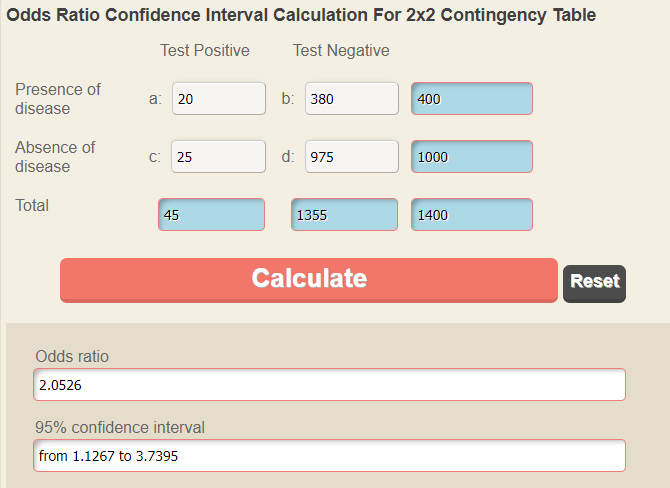 Odds Ratio Confidence Interval Calculation For 2x2 Contingency Table
Test Positive Test Negative
Presence of disease a: 20 b: 380 400
Absence of disease c: 25 d: 975 1000
Total 45 1355 1400
Calculate Reset
Odds ratio
2.0526
95% confidence interval
from 1.1267 to 3.7395